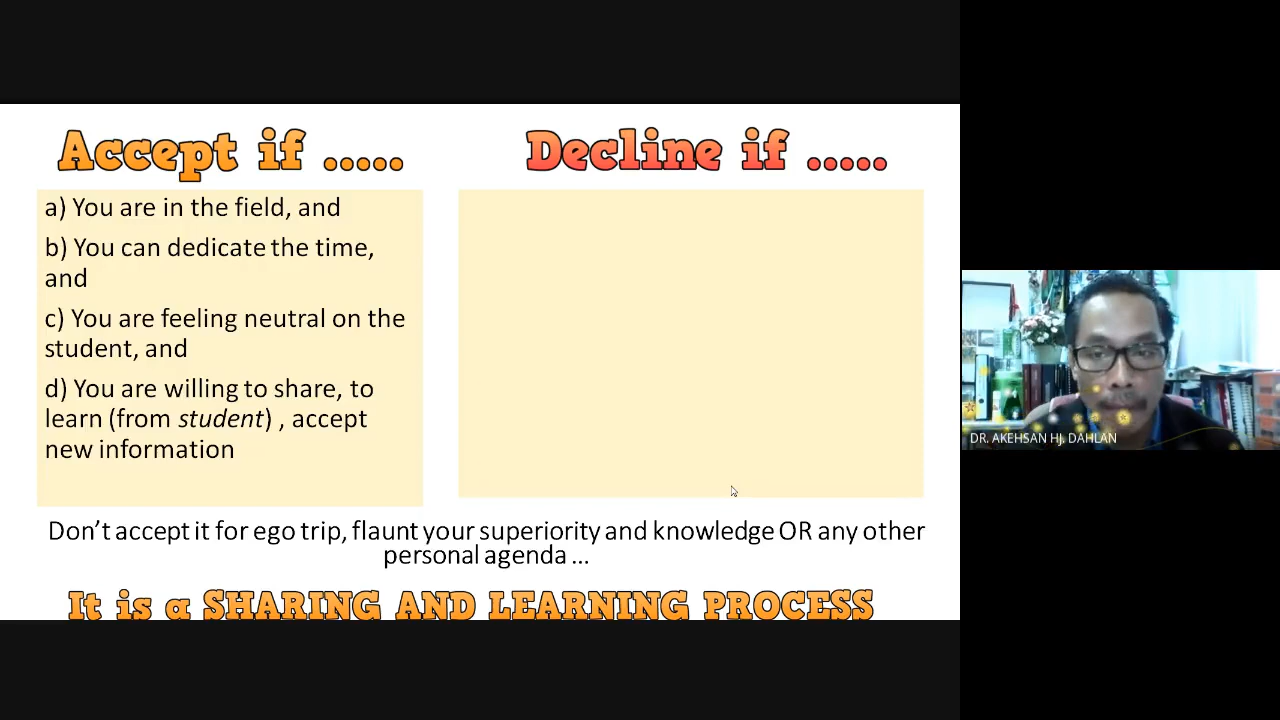 Accept if .....
Decline if .....
a) You are in the field, and
b) You can dedicate the time,
and
c) You are feeling neutral on the
student, and
d) You are willing to share, to
learn (from student) , accept
new information
Don’t accept it for ego trip, flaunt your superiority and knowledge OR any other
personal agenda ...
It is a SHARING AND LEARNING PROCESS
DR. AKEHSAN HJ. DAHLAN